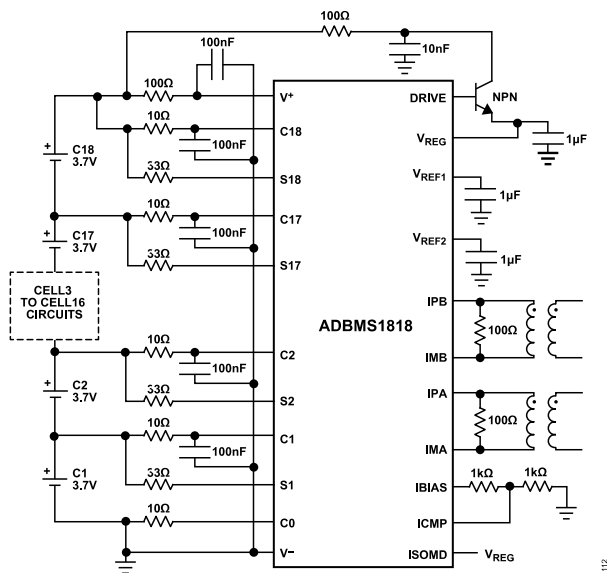 100Ω
100nF
10nF
100Ω
V+
DRIVE
NPN
10Ω
C18
VREG
1μF
100nF
C18
3.7V
33Ω
S18
VREF1
10Ω
C17
1μF
100nF
C17
3.7V
33Ω
S17
VREF2
1μF
CELL3
TO CELL16
CIRCUITS
ADBMS1818
IPB
100Ω
10Ω
C2
IMB
100nF
C2
3.7V
33Ω
S2
IPA
10Ω
C1
100Ω
100nF
IMA
C1
3.7V
33Ω
S1
IBIAS
1kΩ
1kΩ
10Ω
C0
ICMP
V−
ISOMD
VREG
112